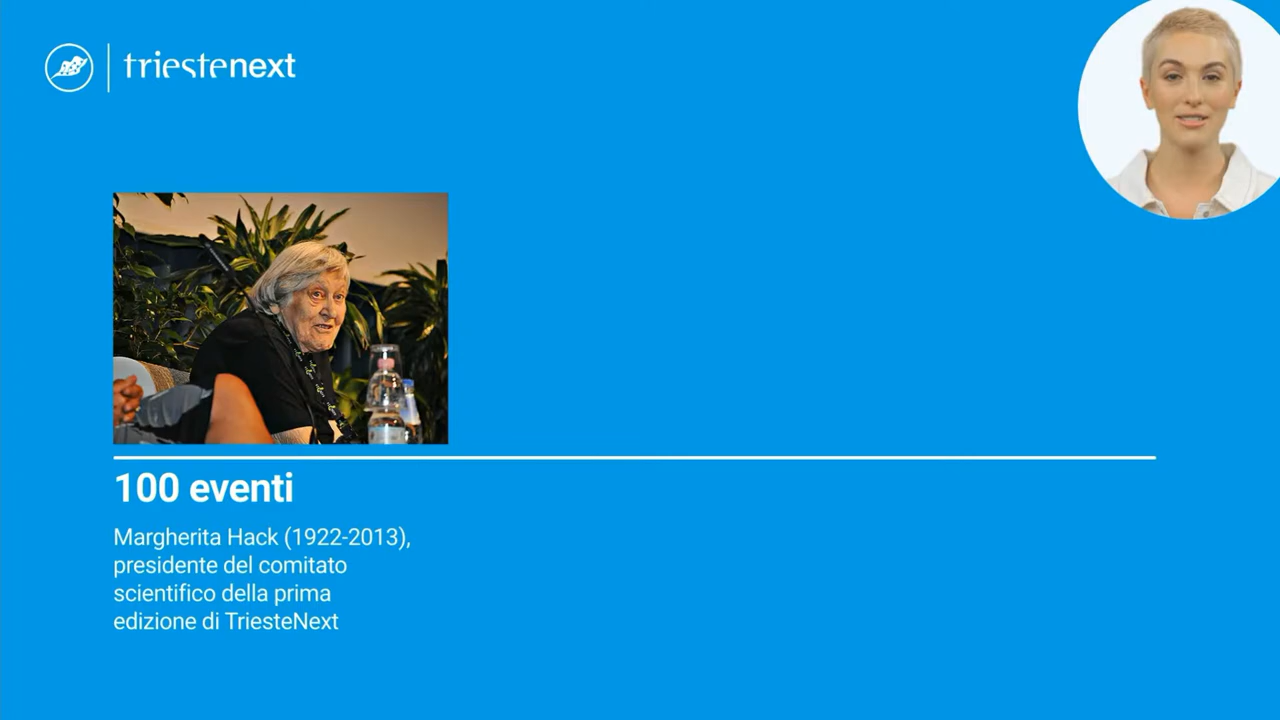 triestenext
100 eventi
Margherita Hack (1922-2013),
presidente del comitato
scientifico della prima
edizione di TriesteNext